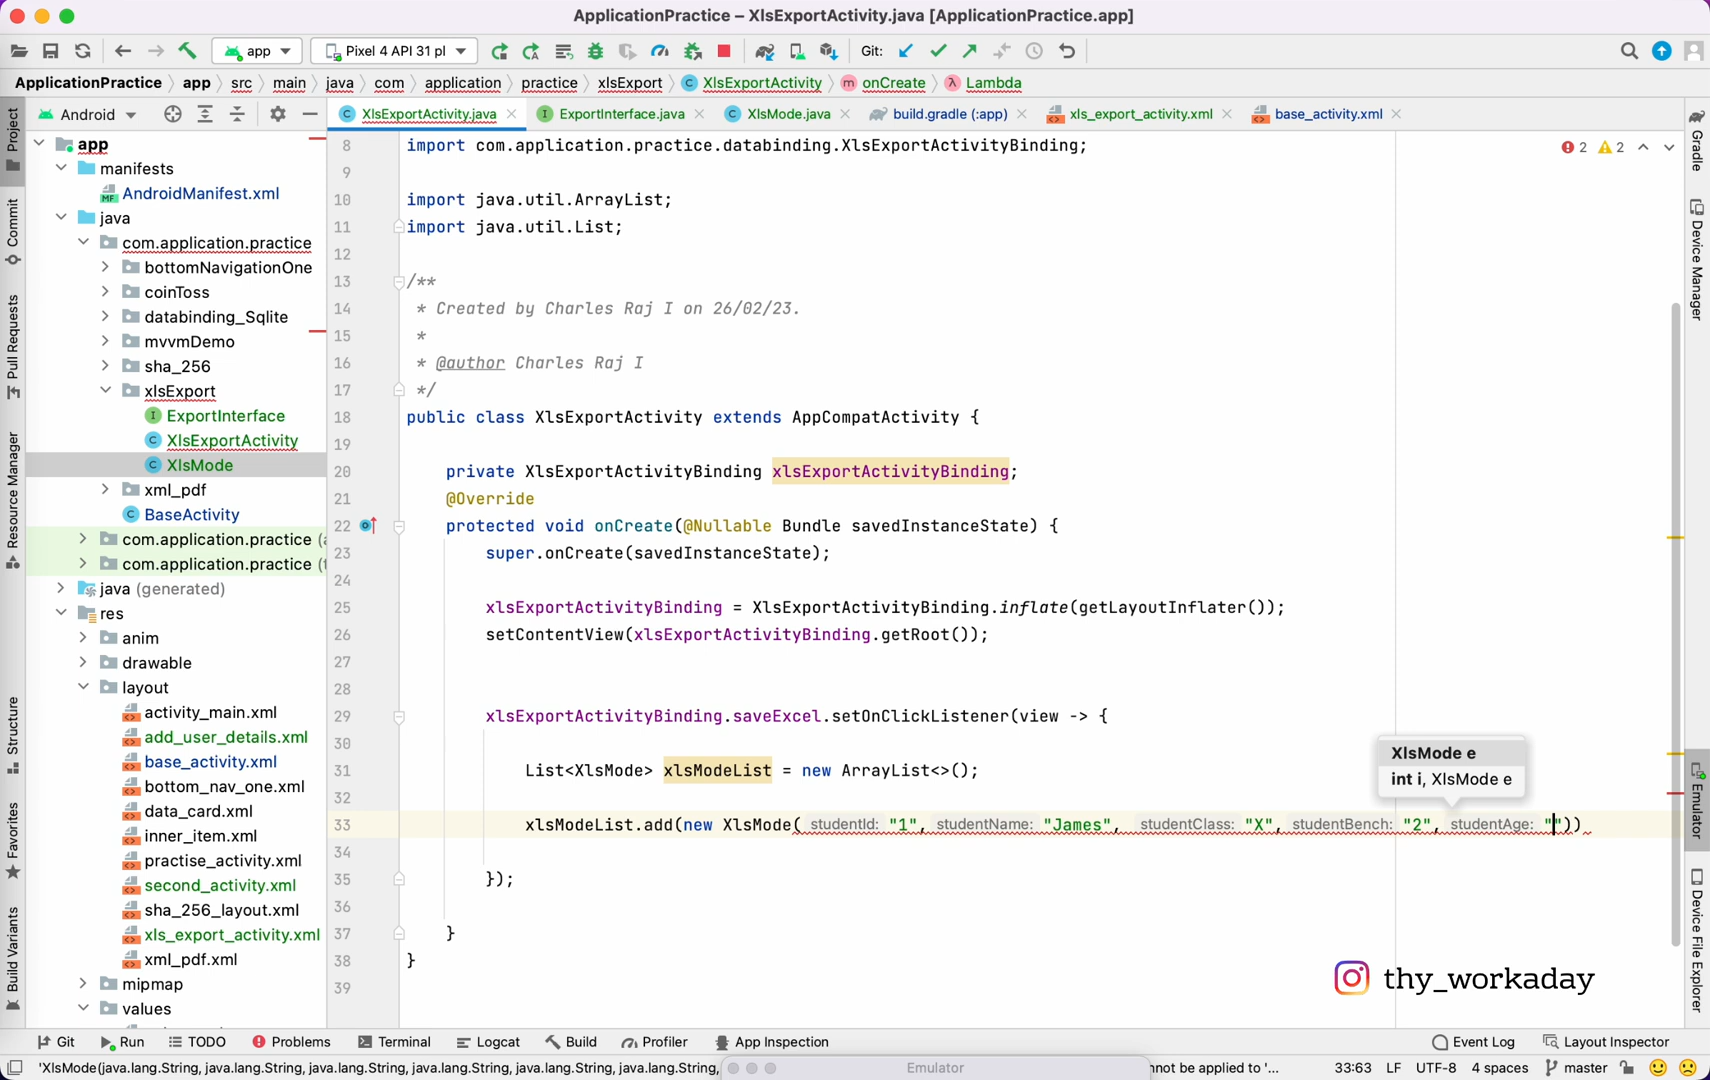 ApplicationPractice – XlsExportActivity.java [ApplicationPractice.app]
app
Pixel 4 API 31 pl
Git:
ApplicationPractice
app
src
main
java
com
application
practice
xlsExport
XlsExportActivity
onCreate
Lambda
Android
XlsExportActivity.java
ExportInterface.java
XlsMode.java
build.gradle (:app)
xls_export_activity.xml
base_activity.xml
Project
Commit
Pull Requests
Resource Manager
Structure
Favorites
Build Variants
app
manifests
AndroidManifest.xml
java
com.application.practice
bottomNavigationOne
coinToss
databinding_Sqlite
mvvmDemo
sha_256
xlsExport
ExportInterface
XlsExportActivity
XlsMode
xml_pdf
BaseActivity
com.application.practice
com.application.practice
java (generated)
res
anim
drawable
layout
activity_main.xml
add_user_details.xml
base_activity.xml
bottom_nav_one.xml
data_card.xml
inner_item.xml
practise_activity.xml
second_activity.xml
sha_256_layout.xml
xls_export_activity.xml
xml_pdf.xml
mipmap
values
2 2
8 import com.application.practice.databinding.XlsExportActivityBinding;
9
10 import java.util.ArrayList;
11 import java.util.List;
12
13 /**
14 * Created by Charles Raj I on 26/02/23.
15 *
16 * @author Charles Raj I
17 */
18 public class XlsExportActivity extends AppCompatActivity {
19
20 private XlsExportActivityBinding xlsExportActivityBinding;
21 @Override
22 protected void onCreate(@Nullable Bundle savedInstanceState) {
23 super.onCreate(savedInstanceState);
24
25 xlsExportActivityBinding = XlsExportActivityBinding.inflate(getLayoutInflater());
26 setContentView(xlsExportActivityBinding.getRoot());
27
28
29 xlsExportActivityBinding.saveExcel.setOnClickListener(view -> {
30
31 List<XlsMode> xlsModeList = new ArrayList<>();
32
33 xlsModeList.add(new XlsMode( studentId: "1", studentName: "James", studentClass: "X", studentBench: "2", studentAge: ""))
34
35 });
36
37 }
38 }
39
XlsMode e
int i, XlsMode e
thy_workaday
Gradle
Device Manager
Emulator
Device File Explorer
Git
Run
TODO
Problems
Terminal
Logcat
Build
Profiler
App Inspection
Event Log
Layout Inspector
'XlsMode(java.lang.String, java.lang.String, java.lang.String, java.lang.String, java.lang.String, java.lang.String,
Emulator
not be applied to '...
33:63
LF
UTF-8
4 spaces
master